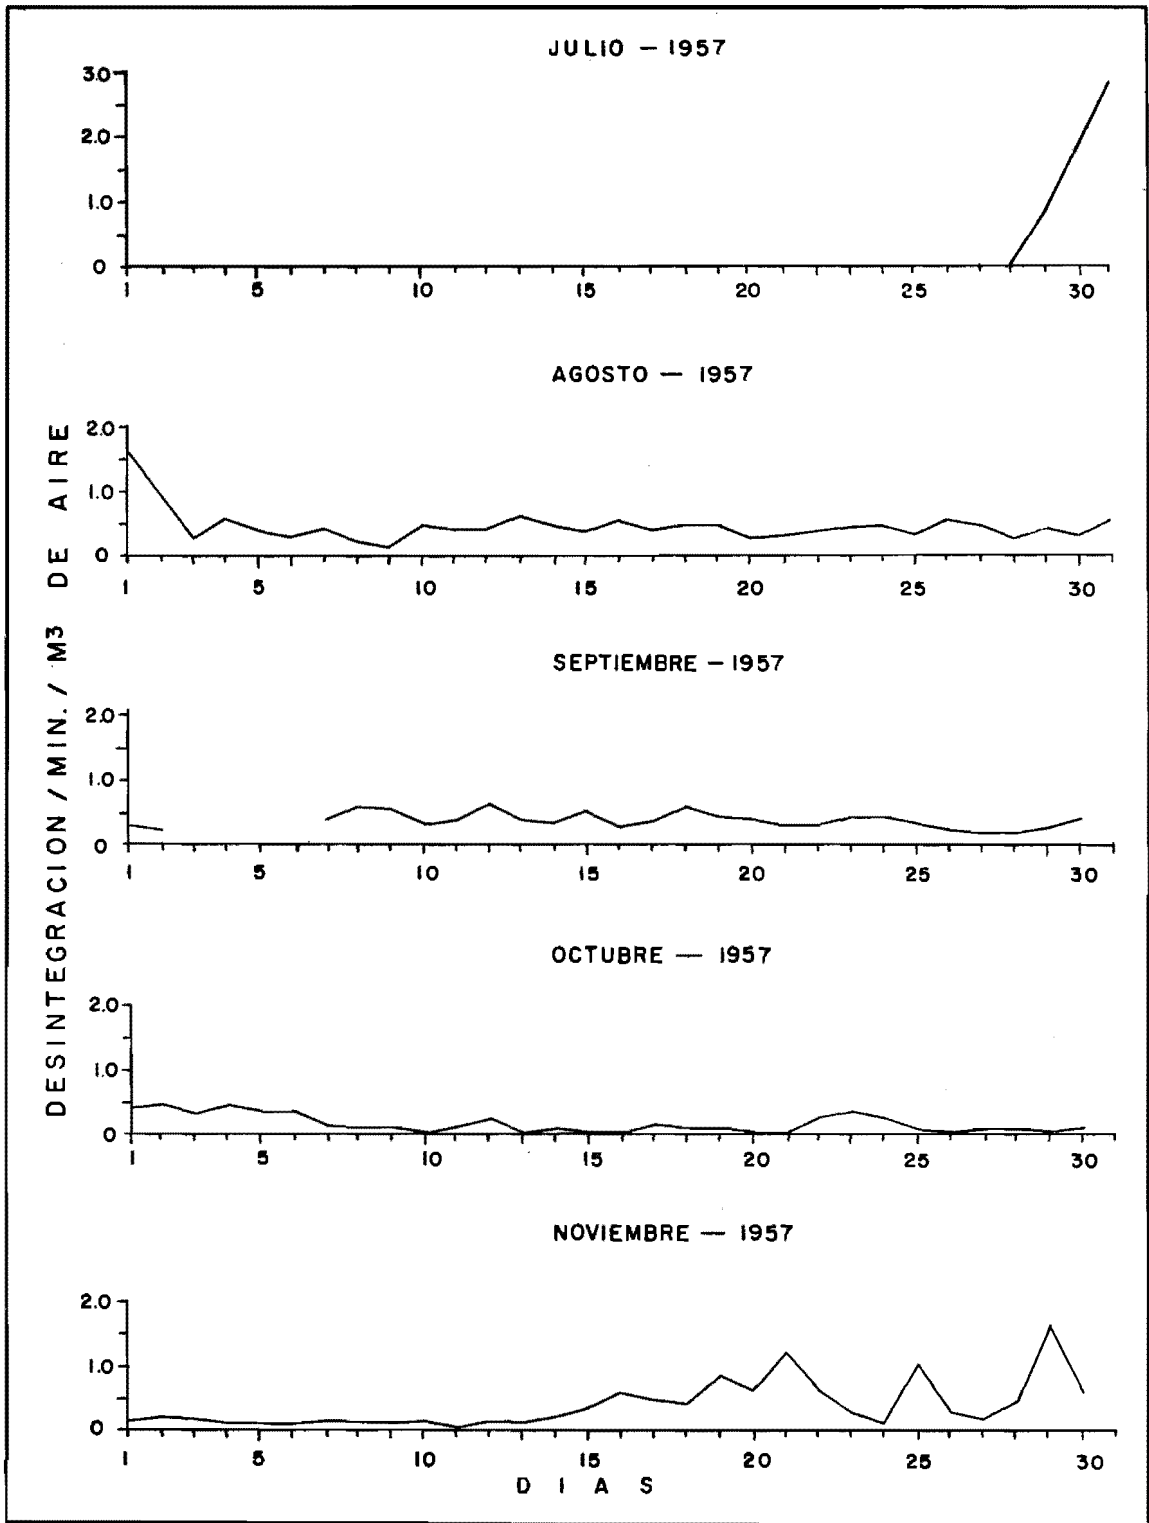 JULIO – 1957
3.0
2.0
1.0
0
1 5 10 15 20 25 30
AGOSTO — 1957
2.0
1.0
0
1 5 10 15 20 25 30
SEPTIEMBRE – 1957
2.0
1.0
0
1 5 10 15 20 25 30
OCTUBRE — 1957
2.0
1.0
0
1 5 10 15 20 25 30
NOVIEMBRE — 1957
2.0
1.0
0
1 5 10 15 20 25 30
DIAS
DESINTEGRACION / MIN. / M³ DE AIRE